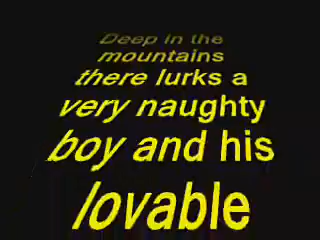 Deep in the
mountains
there lurks a
very naughty
boy and his
lovable